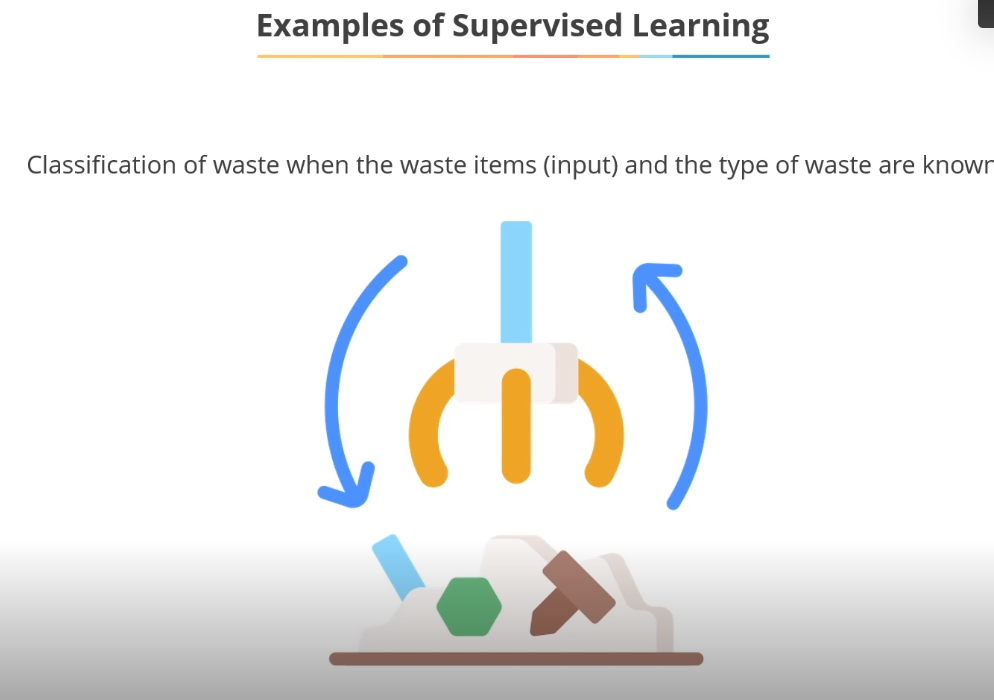 Examples of Supervised Learning
Classification of waste when the waste items (input) and the type of waste are known